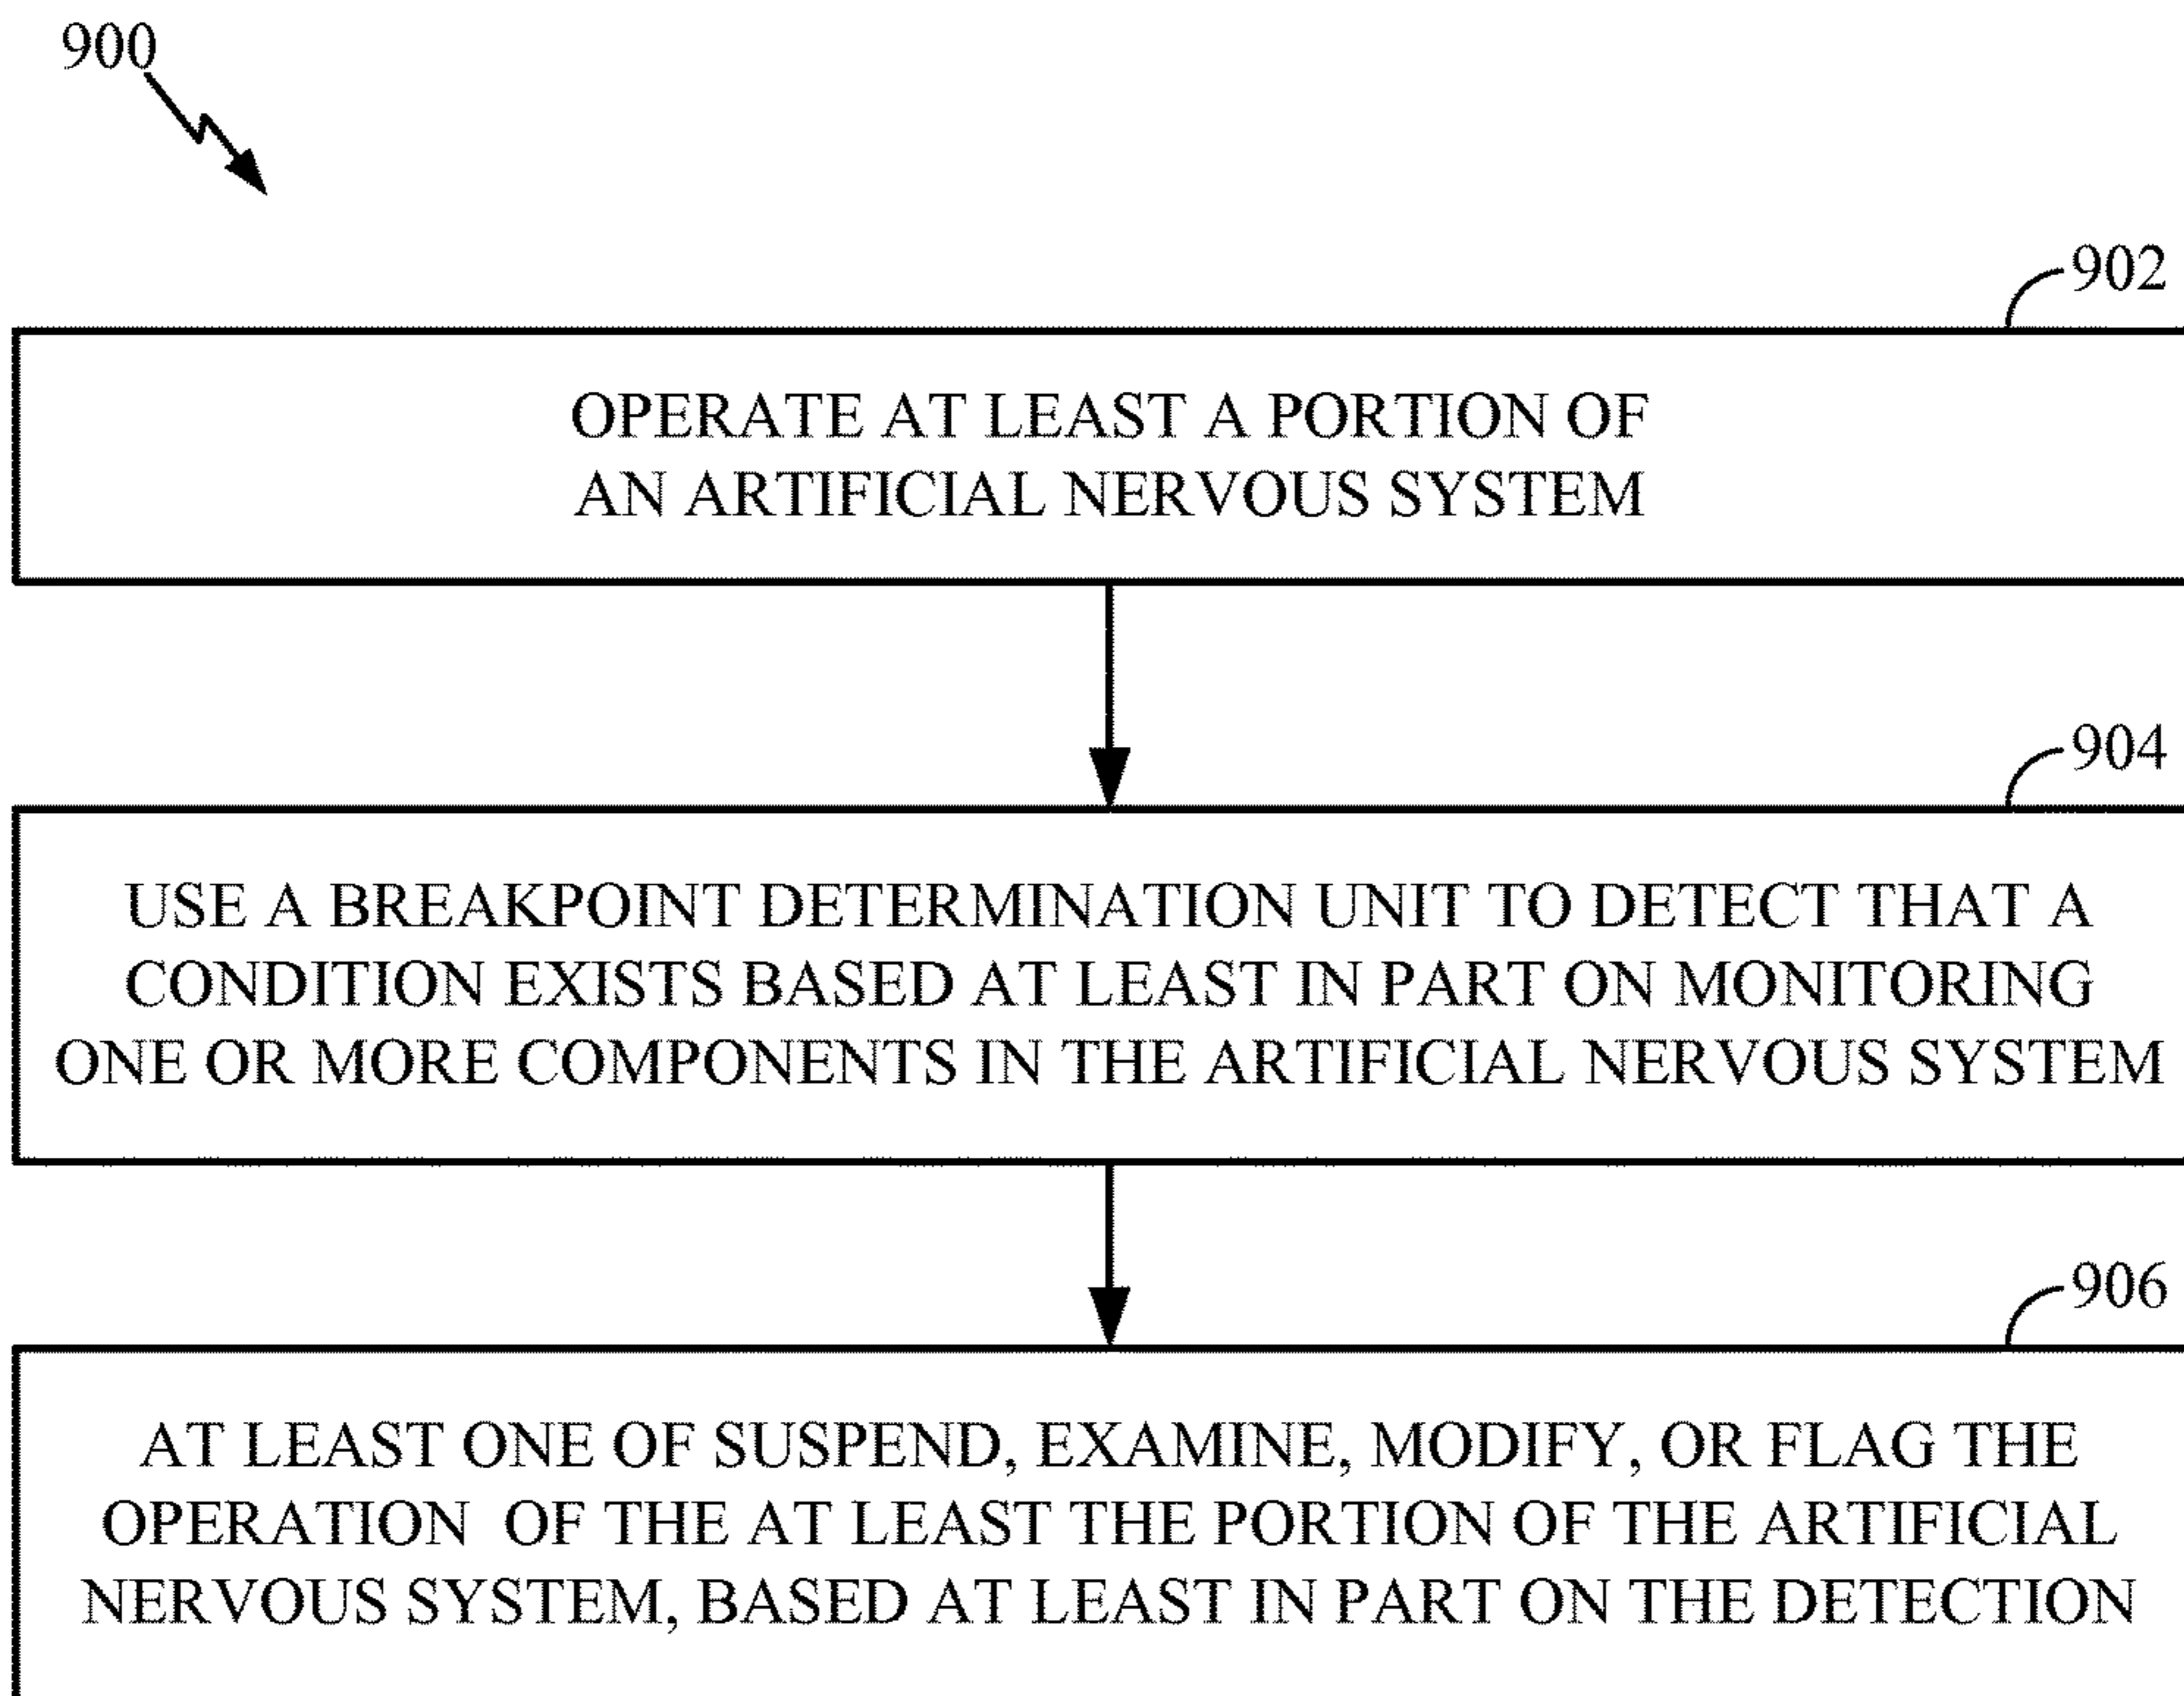 900
902
OPERATE AT LEAST A PORTION OF
AN ARTIFICIAL NERVOUS SYSTEM
904
USE A BREAKPOINT DETERMINATION UNIT TO DETECT THAT A
CONDITION EXISTS BASED AT LEAST IN PART ON MONITORING
ONE OR MORE COMPONENTS IN THE ARTIFICIAL NERVOUS SYSTEM
906
AT LEAST ONE OF SUSPEND, EXAMINE, MODIFY, OR FLAG THE
OPERATION OF THE AT LEAST THE PORTION OF THE ARTIFICIAL
NERVOUS SYSTEM, BASED AT LEAST IN PART ON THE DETECTION